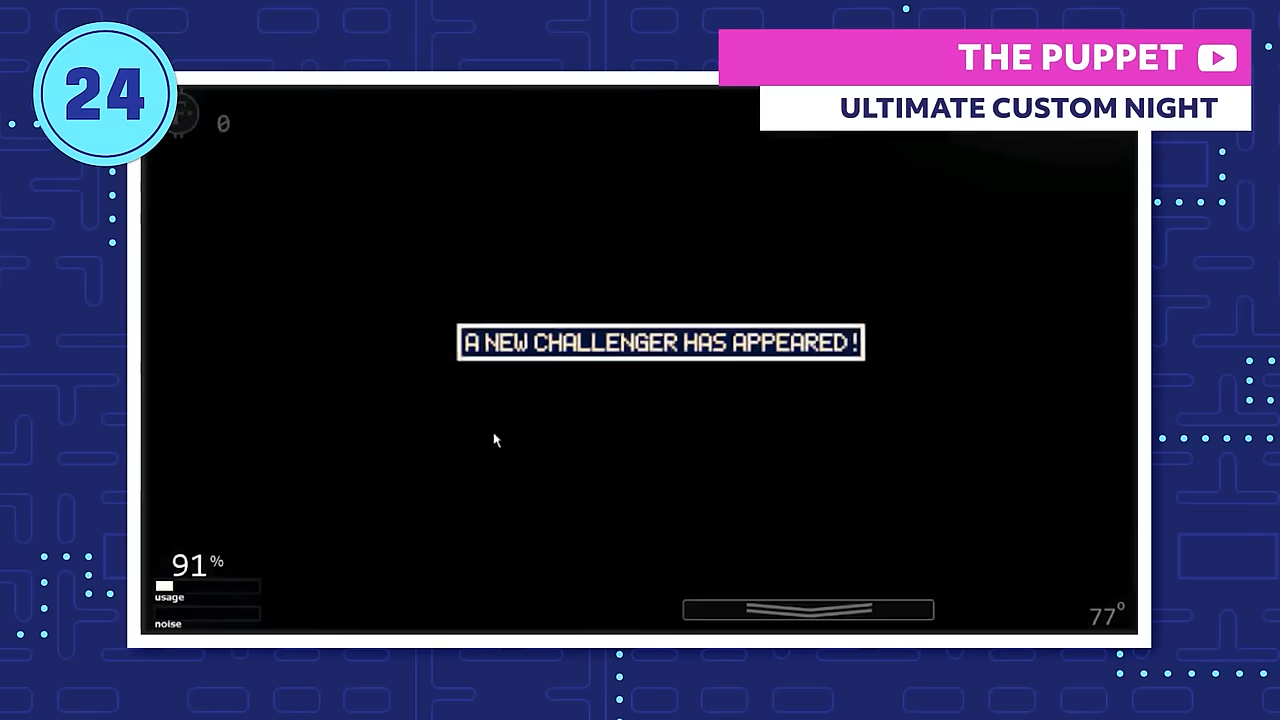 24
THE PUPPET
ULTIMATE CUSTOM NIGHT
0
A NEW CHALLENGER HAS APPEARED!
91%
usage
noise
77°